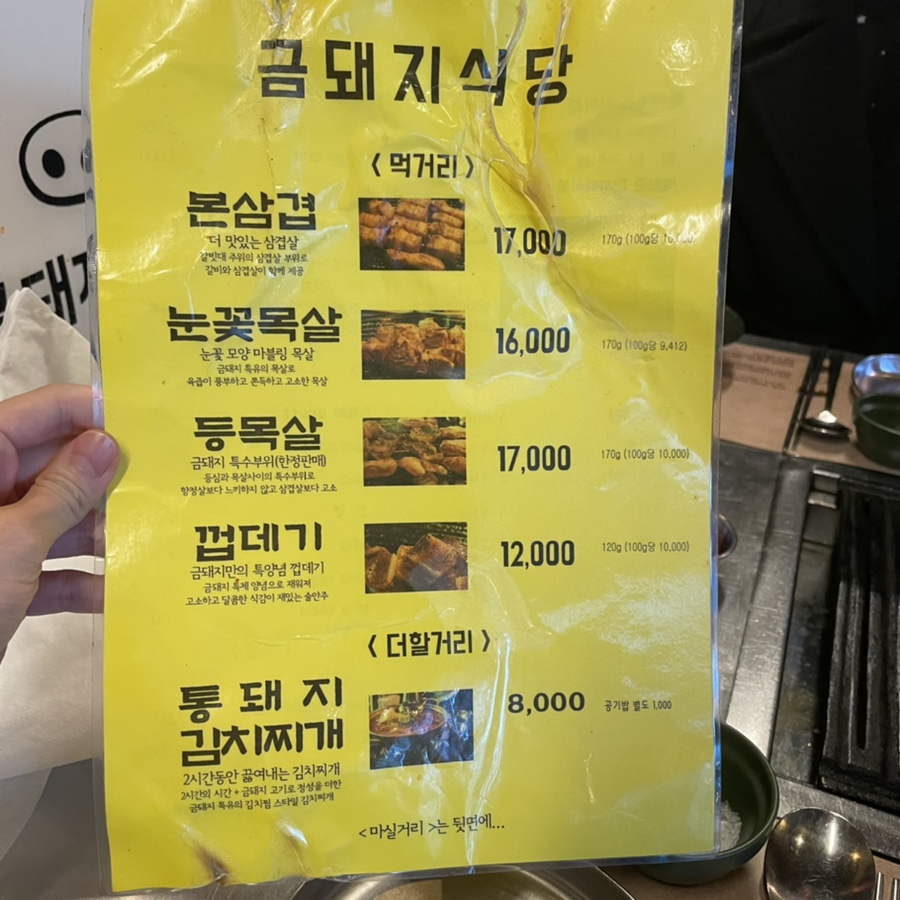 금돼지식당
< 먹거리 >
본삼겹
더 맛있는 삼겹살
갈빗대 주위의 삼겹살 부위로
갈비와 삼겹살이 함께 제공
17,000
170g (100g당 10,000)
눈꽃목살
눈꽃 모양 마블링 목살
금돼지 특유의 목살로
육즙이 풍부하고 쫀득하고 고소한 목살
16,000
170g (100g당 9,412)
등목살
금돼지 특수부위(한정판매)
등심과 목살사이의 특수부위로
항정살보다 느끼하지 않고 삼겹살보다 고소
17,000
170g (100g당 10,000)
껍데기
금돼지만의 특양념 껍데기
금돼지 특제 양념으로 재워져
고소하고 달콤한 식감이 재밌는 술안주
12,000
120g (100g당 10,000)
< 더할거리 >
통돼지
김치찌개
2시간동안 끓여내는 김치찌개
2시간의 시간 + 금돼지 고기로 정성을 더한
금돼지 특유의 김치찜 스타일 김치찌개
8,000
공기밥 별도 1,000
<마실거리 >는 뒷면에...